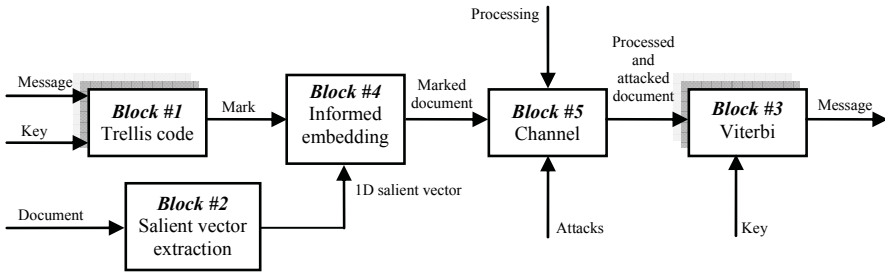 Processing
Message
Key
Block #1
Trellis code
Mark
Block #4
Informed
embedding
Marked
document
Block #5
Channel
Processed
and
attacked
document
Block #3
Viterbi
Message
1D salient vector
Document
Block #2
Salient vector
extraction
Attacks
Key